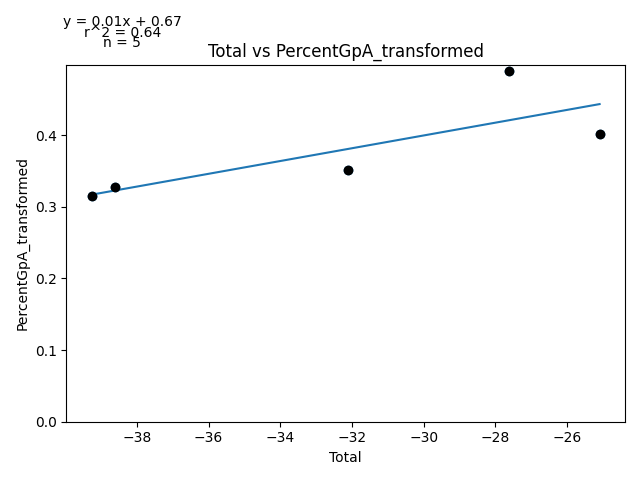 y = 0.01x + 0.67
r^2 = 0.64
n = 5
Total vs PercentGpA_transformed
PercentGpA_transformed
0.4
0.3
0.2
0.1
0.0
−38 −36 −34 −32 −30 −28 −26
Total